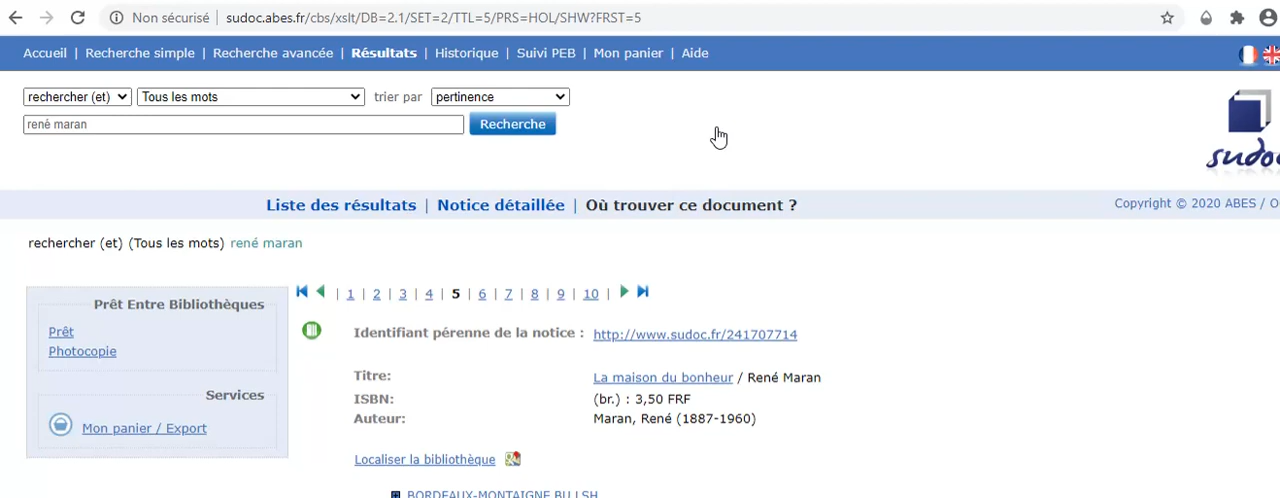 Non sécurisé | sudoc.abes.fr/cbs/xslt/DB=2.1/SET=2/TTL=5/PRS=HOL/SHW?FRST=5
Accueil | Recherche simple | Recherche avancée | Résultats | Historique | Suivi PEB | Mon panier | Aide
rechercher (et) Tous les mots trier par pertinence
rené maran Recherche
sudoc
Liste des résultats | Notice détaillée | Où trouver ce document ?
Copyright © 2020 ABES / O
rechercher (et) (Tous les mots) rené maran
Prêt Entre Bibliothèques
Prêt
Photocopie
Services
Mon panier / Export
| 1 | 2 | 3 | 4 | 5 | 6 | 7 | 8 | 9 | 10 |
Identifiant pérenne de la notice : http://www.sudoc.fr/241707714
Titre: La maison du bonheur / René Maran
ISBN: (br.) : 3,50 FRF
Auteur: Maran, René (1887-1960)
Localiser la bibliothèque
BORDEAUX-MONTAIGNE BU LSH